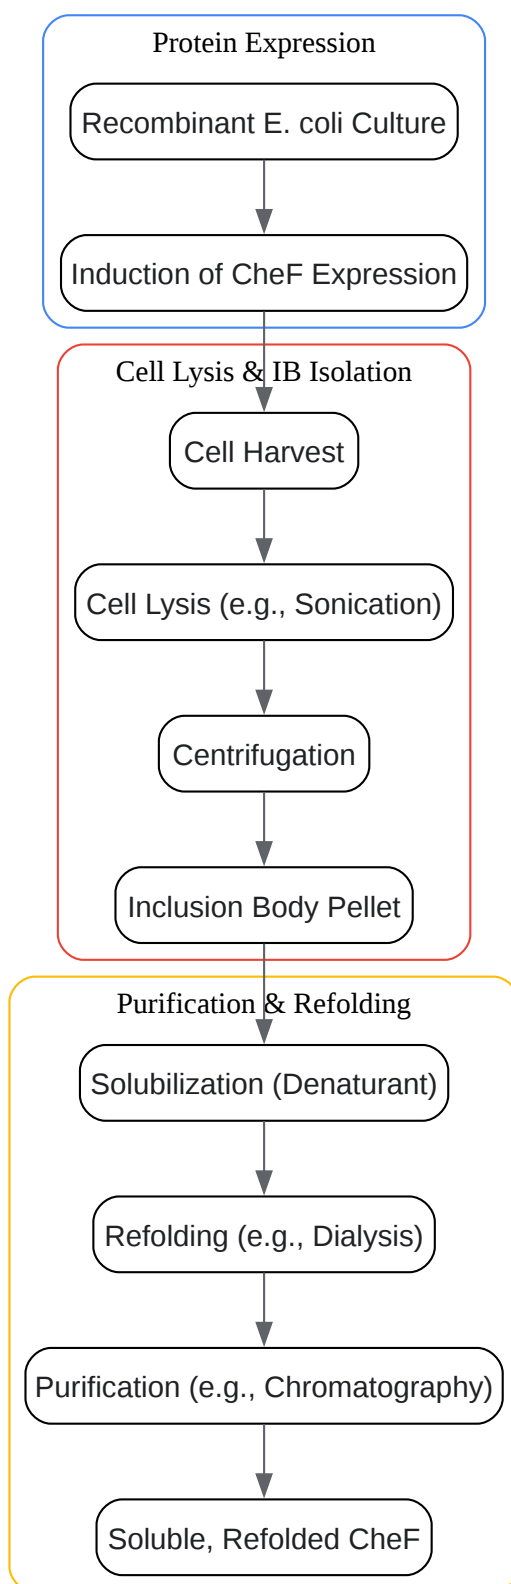 Protein Expression
Recombinant E. coli Culture
Induction of CheF Expression
Cell Lysis & IB Isolation
Cell Harvest
Cell Lysis (e.g., Sonication)
Centrifugation
Inclusion Body Pellet
Purification & Refolding
Solubilization (Denaturant)
Refolding (e.g., Dialysis)
Purification (e.g., Chromatography)
Soluble, Refolded CheF